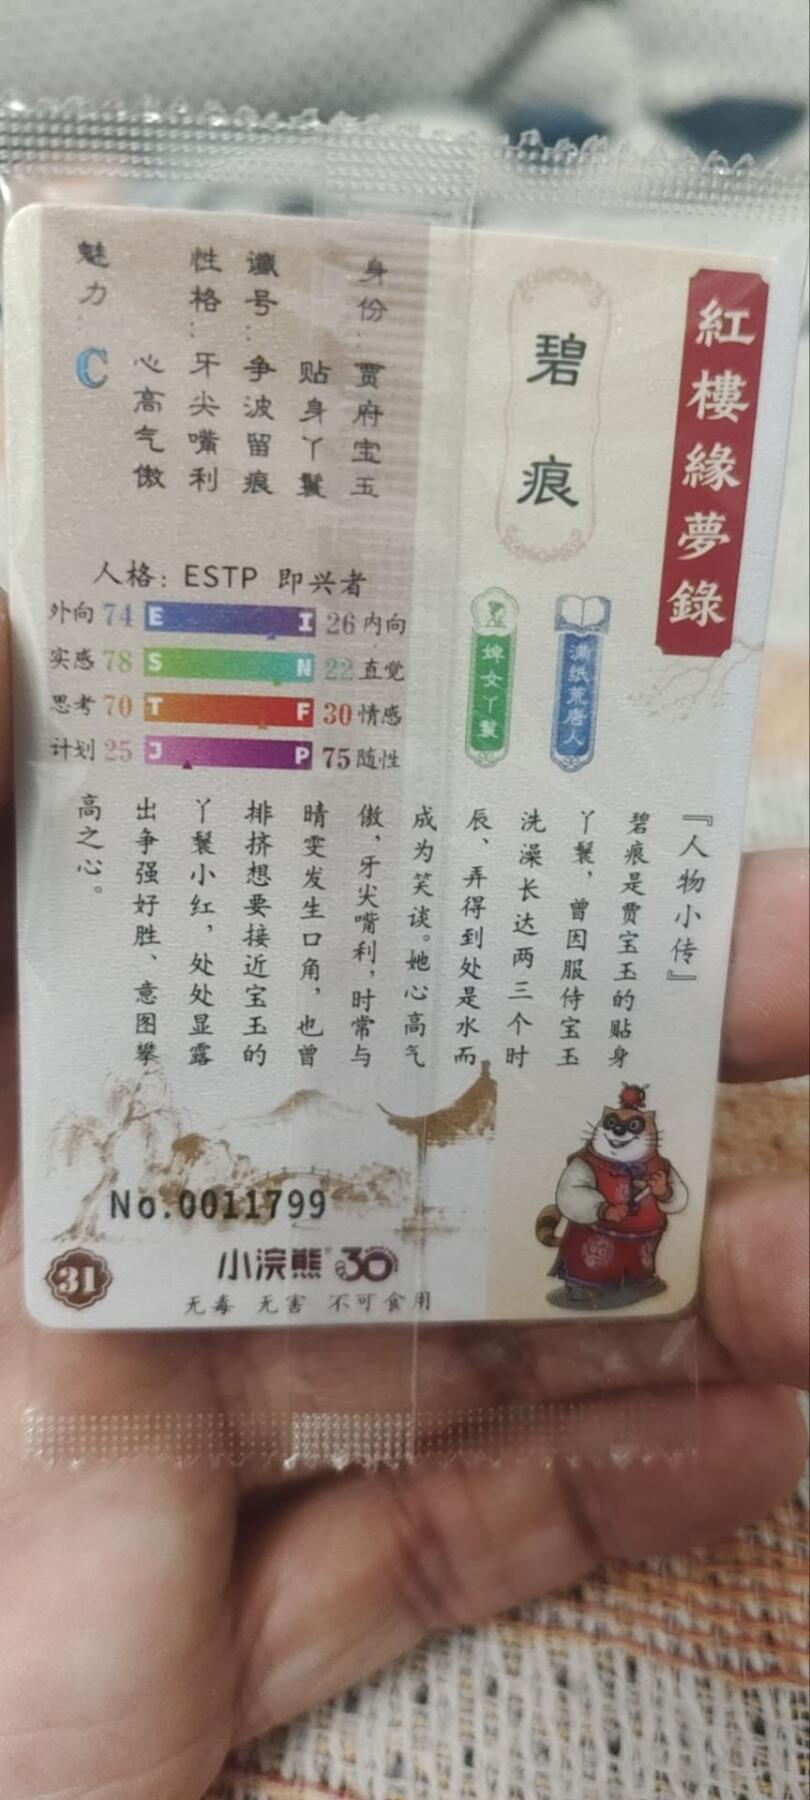 紅樓緣夢錄
碧痕
满纸荒唐人
婢女丫鬟
身份：贾府宝玉
贴身丫鬟
谶号：争波留痕
性格：牙尖嘴利
心高气傲
魅力：C
人格：ESTP 即兴者
外向 74 E I 26 内向
实感 78 S N 22 直觉
思考 70 T F 30 情感
计划 25 J P 75 随性
『人物小传』
碧痕是贾宝玉的贴身
丫鬟，曾因服侍宝玉
洗澡长达两三个时
辰、弄得到处是水而
成为笑谈。她心高气
傲，牙尖嘴利，时常与
晴雯发生口角，也曾
排挤想要接近宝玉的
丫鬟小红，处处显露
出争强好胜、意图攀
高之心。
No.0011799
31
小浣熊 30
无毒 无害 不可食用